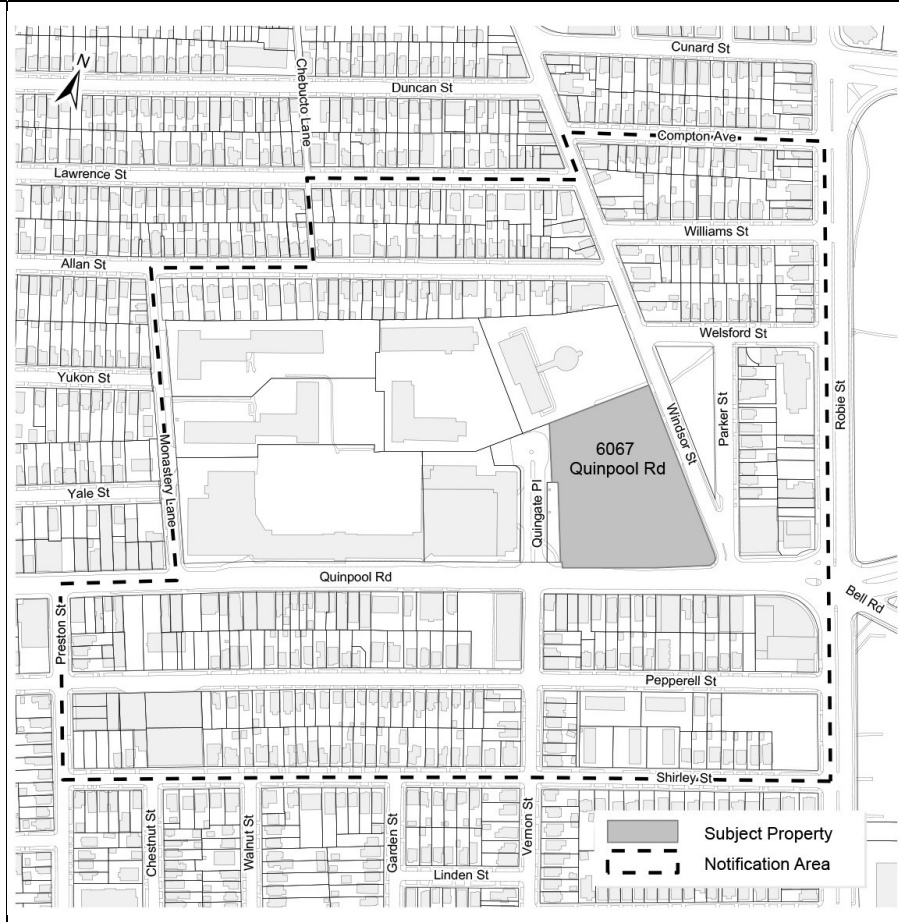 Cunard St
N
Chebucto Lane
Duncan St
Compton Ave
Lawrence St
Williams St
Allan St
Welsford St
Yukon St
Windsor St
Parker St
Robie St
6067
Quinpool Rd
Monastery Lane
Yale St
Quingate Pl
Quinpool Rd
Bell Rd
Preston St
Pepperell St
Shirley St
Chestnut St
Walnut St
Garden St
Vernon St
Linden St
Subject Property
Notification Area